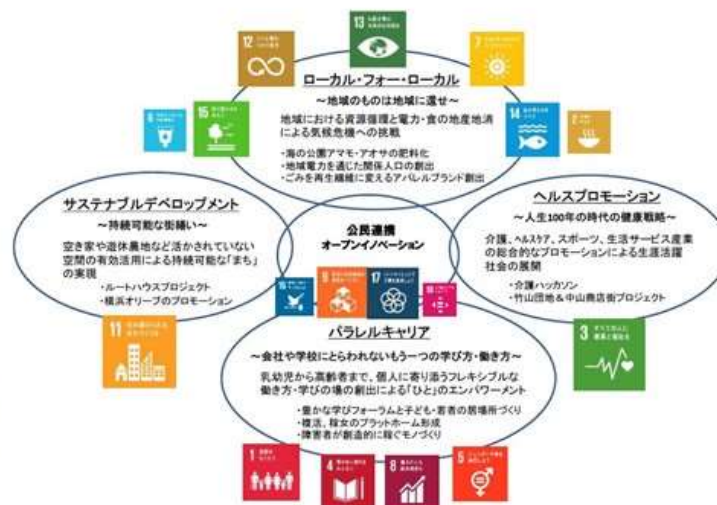 12
13
7
ローカル・フォー・ローカル
～地域のものは地域に還せ～
地域における資源循環と電力・食の地産地消
による気候危機への挑戦
・海の公園アマモ・アオサの肥料化
・地域電力を通じた関係人口の創出
・ごみを再生繊維に変えるアパレルブランド創出
6
15
14
2
サステナブルデベロップメント
～持続可能な街繕い～
空き家や遊休農地など活かされていない
空間の有効活用による持続可能な「まち」
の実現
・ルートハウスプロジェクト
・横浜オリーブのプロモーション
11
公民連携
オープンイノベーション
16
9
17
10
ヘルスプロモーション
～人生100年の時代の健康戦略～
介護、ヘルスケア、スポーツ、生活サービス産業
の総合的なプロモーションによる生涯活躍
社会の展開
・介護ハッカソン
・竹山団地＆中山商店街プロジェクト
3
すべての人に
健康と福祉を
パラレルキャリア
～会社や学校にとらわれないもう一つの学び方・働き方～
乳幼児から高齢者まで、個人に寄り添うフレキシブルな
働き方・学びの場の創出による「ひと」のエンパワーメント
・豊かな学びフォーラムと子ども・若者の居場所づくり
・複活、稼女のプラットホーム形成
・障害者が創造的に稼ぐモノづくり
1
4
8
5